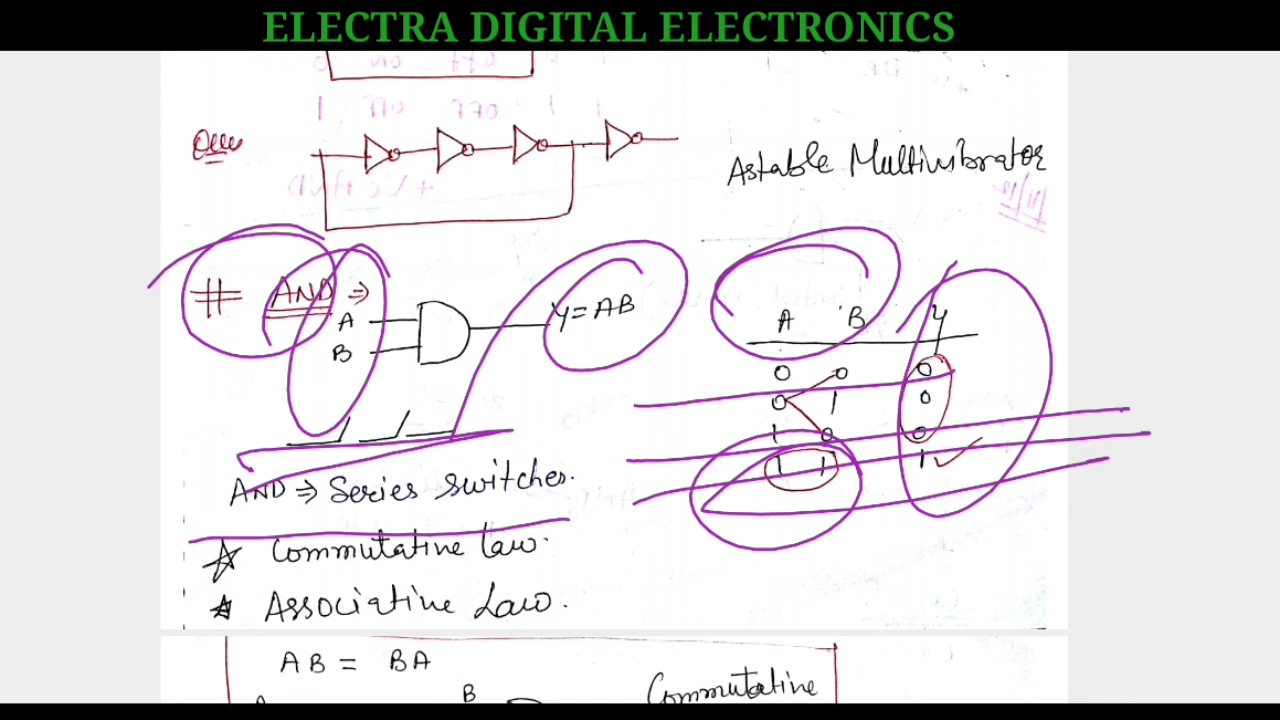 ELECTRA DIGITAL ELECTRONICS
Que
Astable Multivibrator
# AND ⇒
A
B
Y = AB
A B Y
0 0 0
0 1 0
1 0 0
1 1 1 ✓
AND ⇒ Series switches.
☆ Commutative law.
☆ Associative Law.
AB = BA
B
Commutative